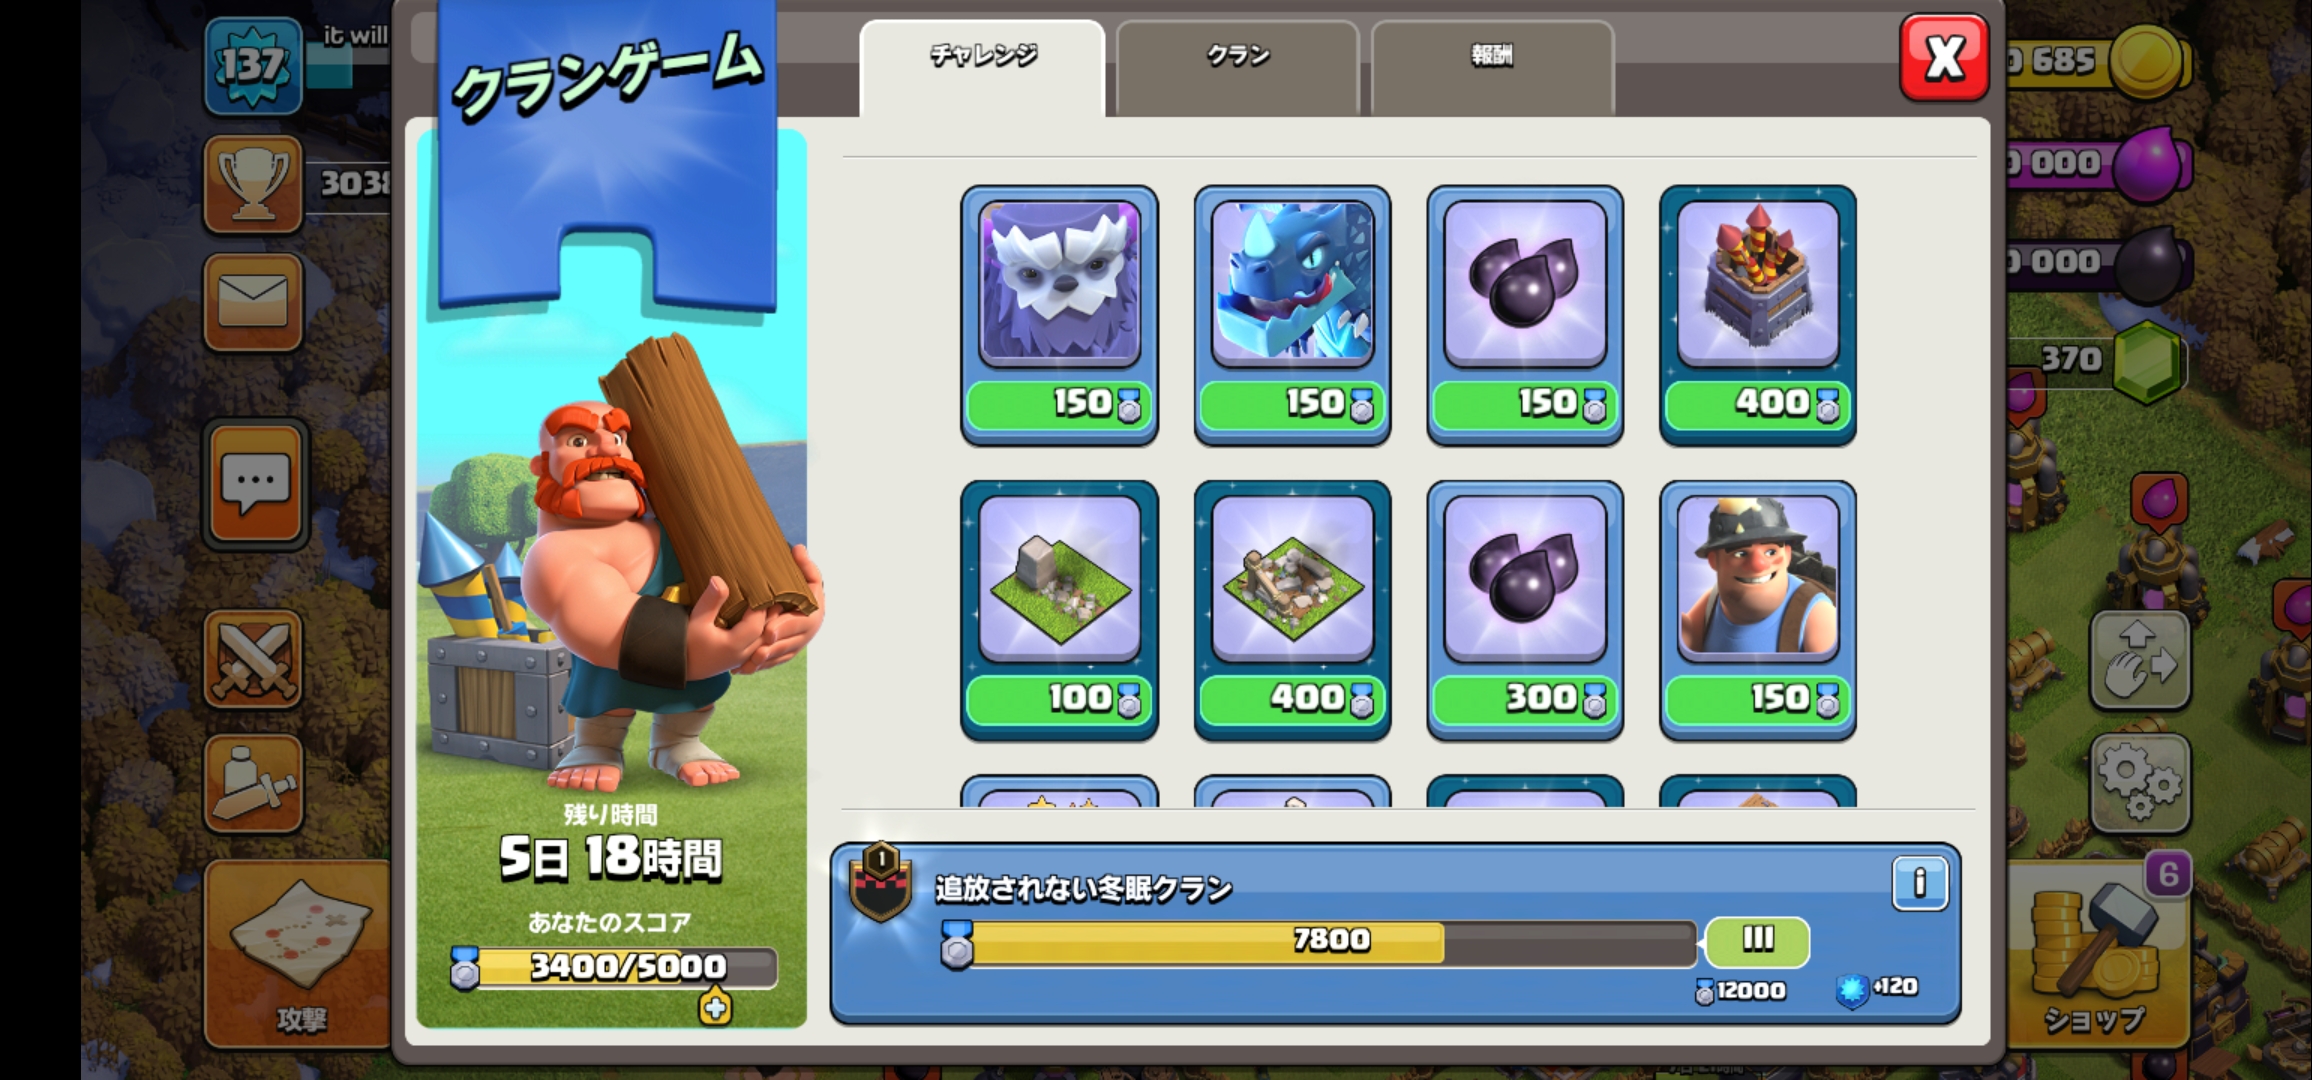 137
it will
クランゲーム
チャレンジ
クラン
報酬
X
685
000
000
370
150
150
150
400
100
400
300
150
残り時間
5日 18時間
あなたのスコア
3400/5000
1
追放されない冬眠クラン
i
7800
III
12000
+120
攻撃
6
ショップ